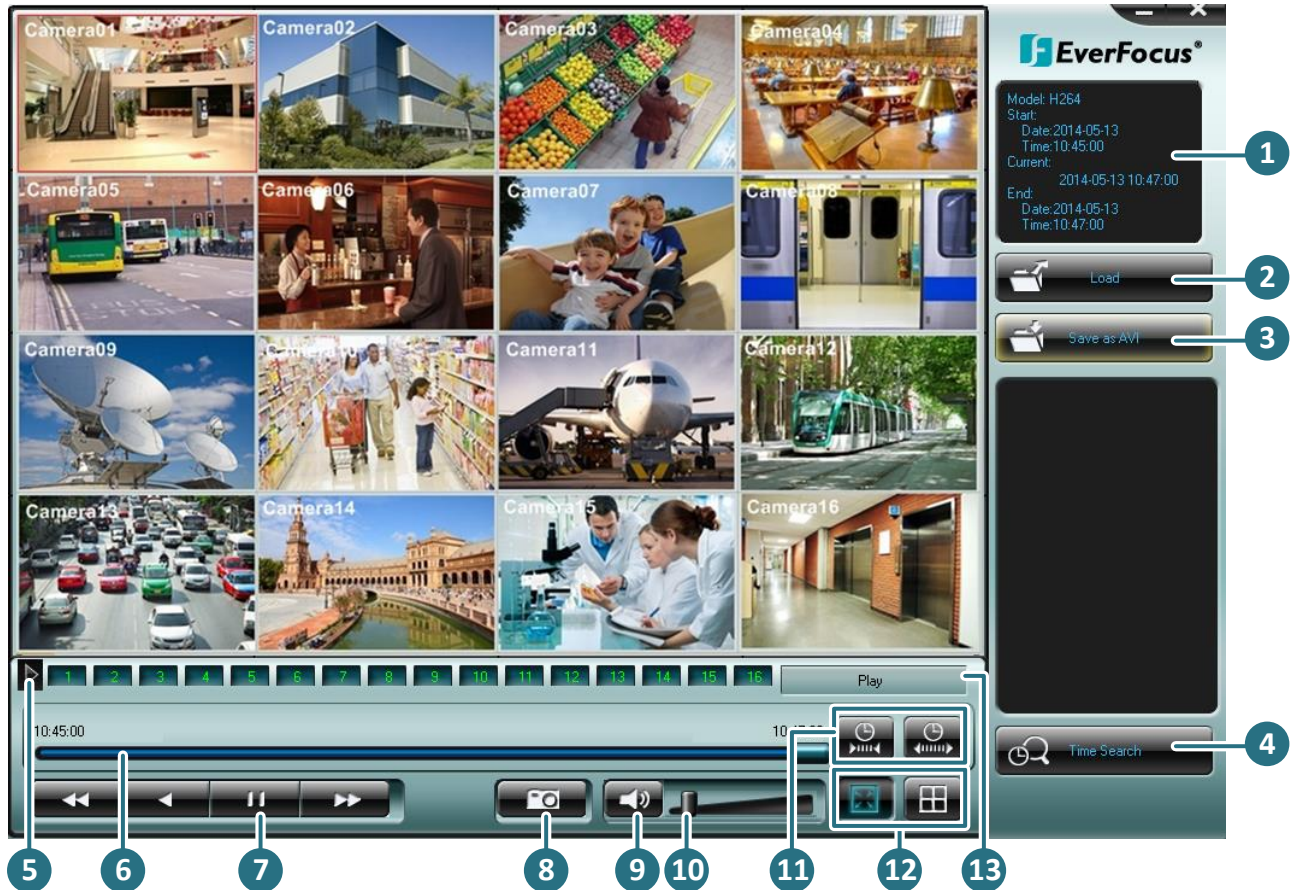 Camera01
Camera02
Camera03
Camera04
EverFocus®
Model: H264
Start:
Date:2014-05-13
Time:10:45:00
Current:
2014-05-13 10:47:00
End:
Date:2014-05-13
Time:10:47:00
1
Load
2
Save as AVI
3
Camera05
Camera06
Camera07
Camera08
Camera09
Camera10
Camera11
Camera12
Camera13
Camera14
Camera15
Camera16
1 2 3 4 5 6 7 8 9 10 11 12 13 14 15 16
Play
10:45:00
Time Search
4
5
6
7
8
9
10
11
12
13